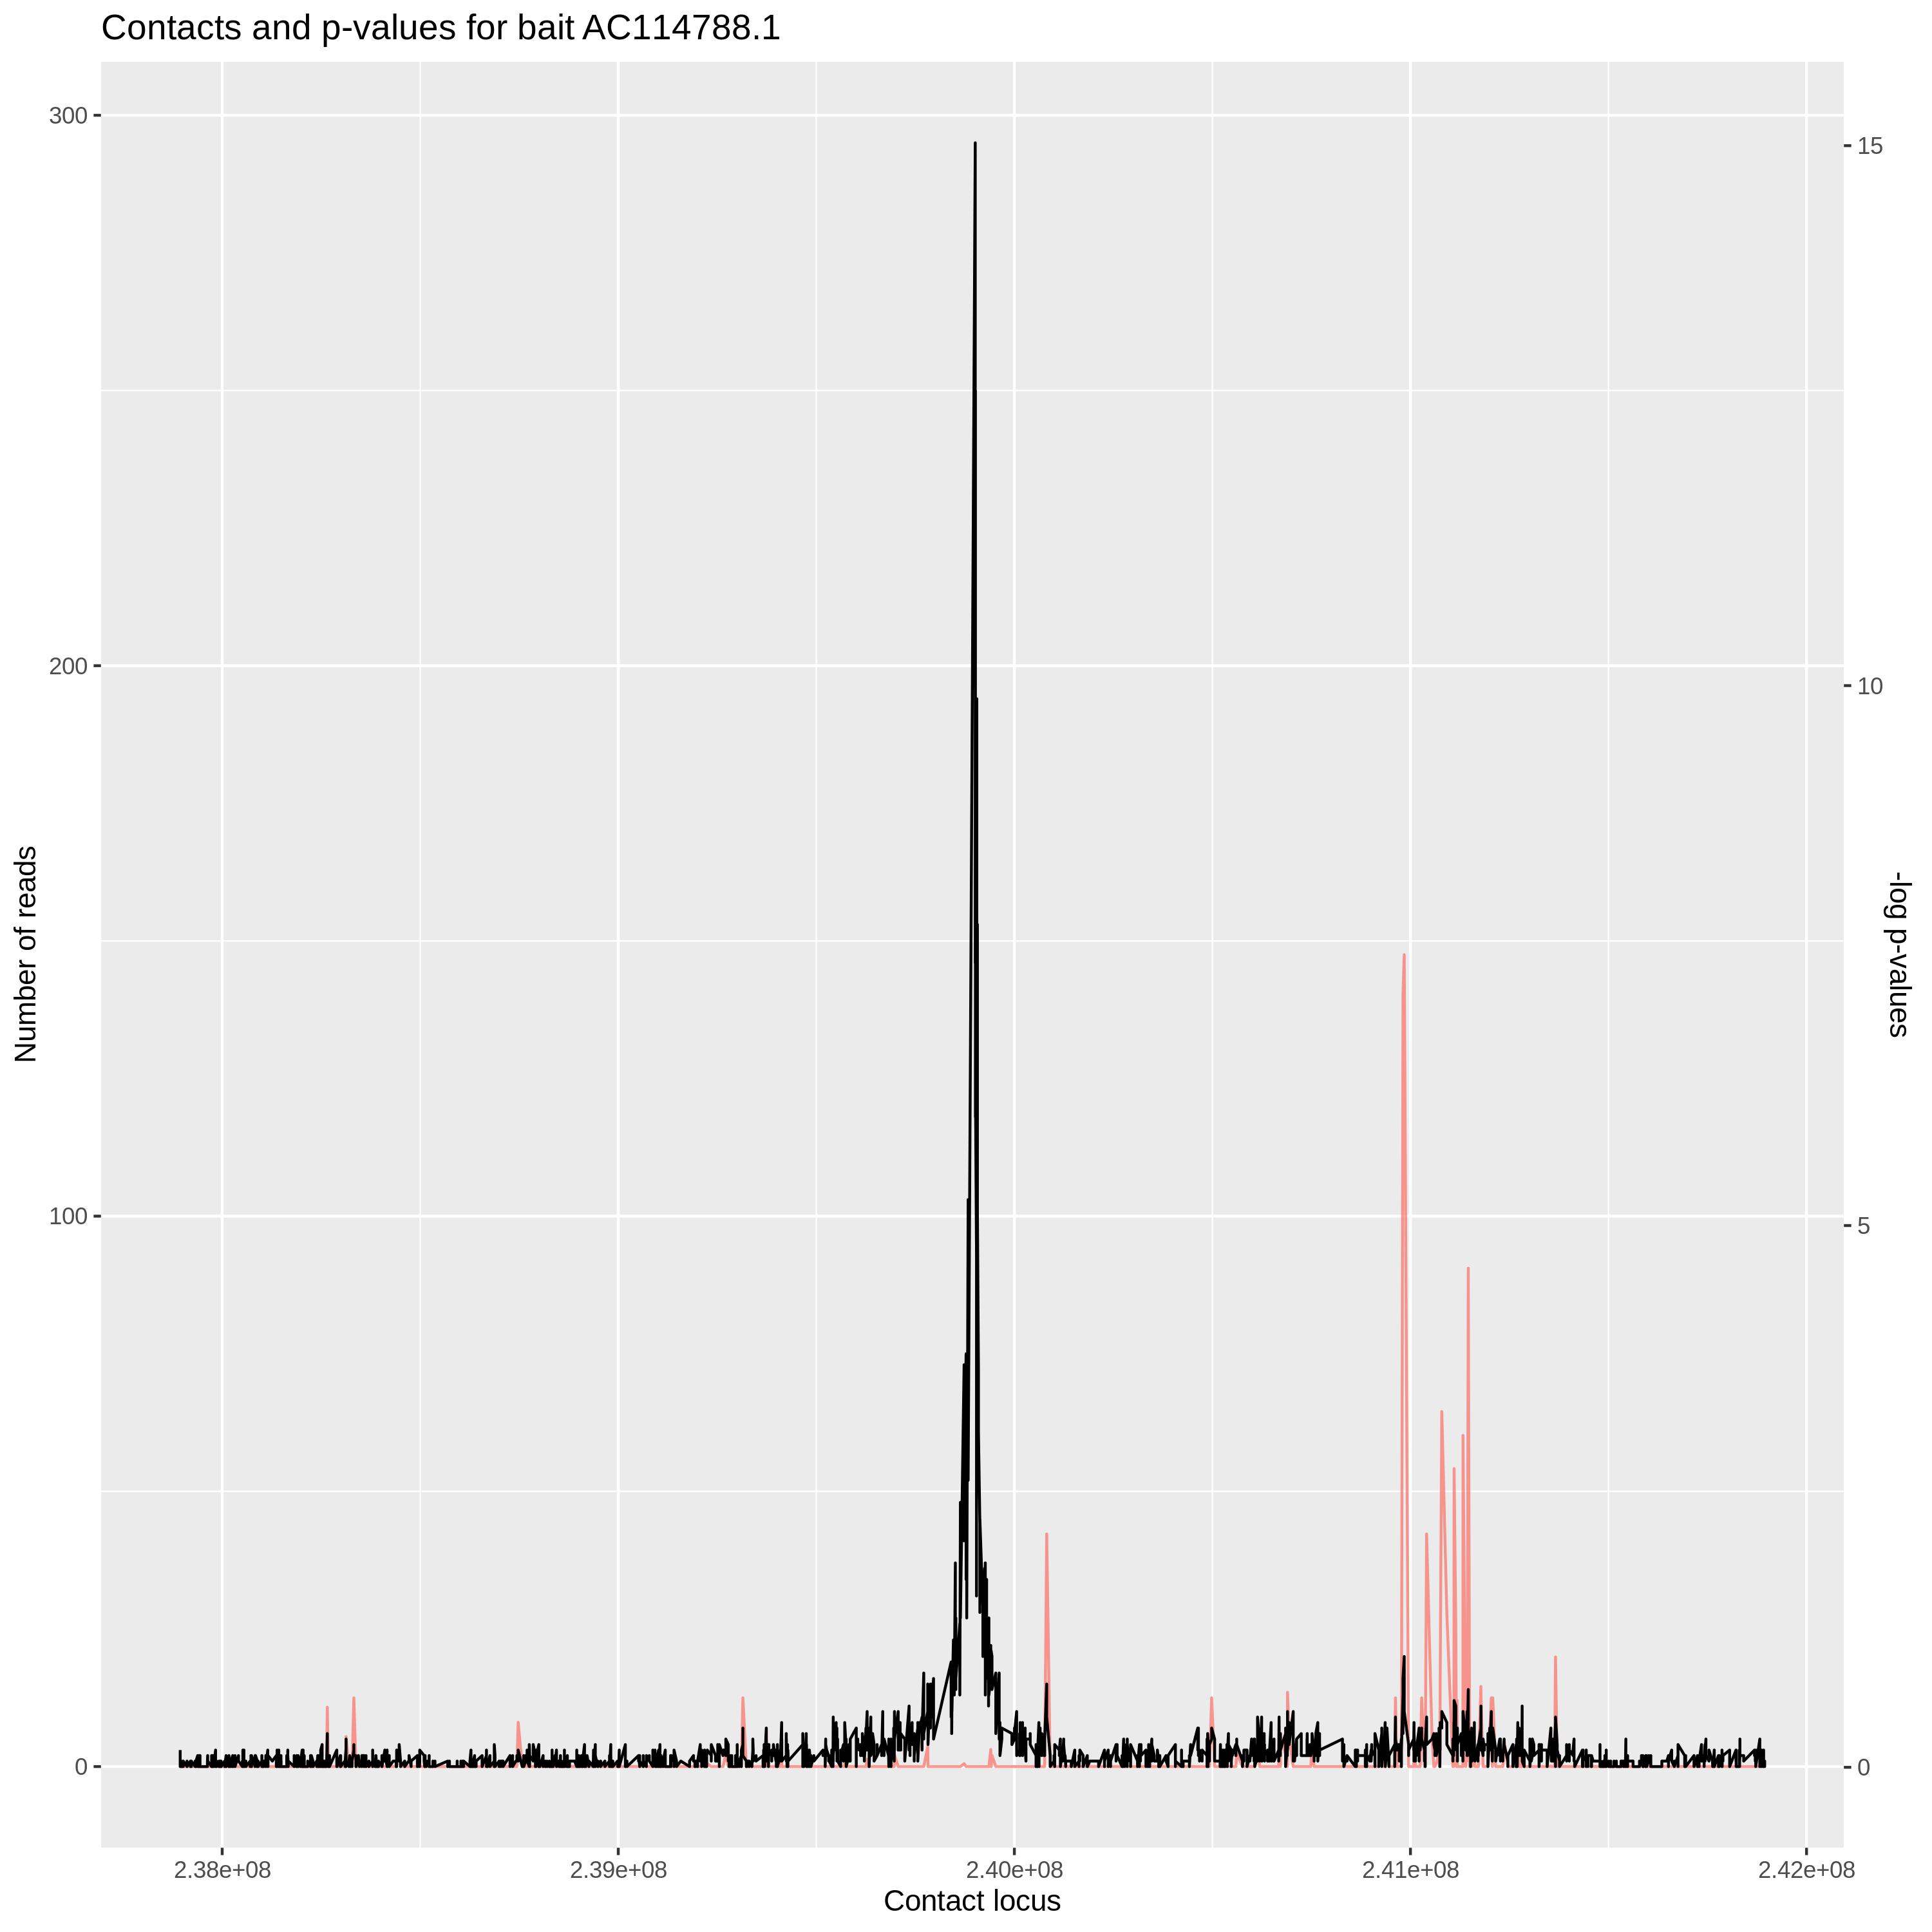 Contacts and p-values for bait AC114788.1
300
200
100
0
15
10
5
0
Number of reads
-log p-values
2.38e+08 2.39e+08 2.40e+08 2.41e+08 2.42e+08
Contact locus